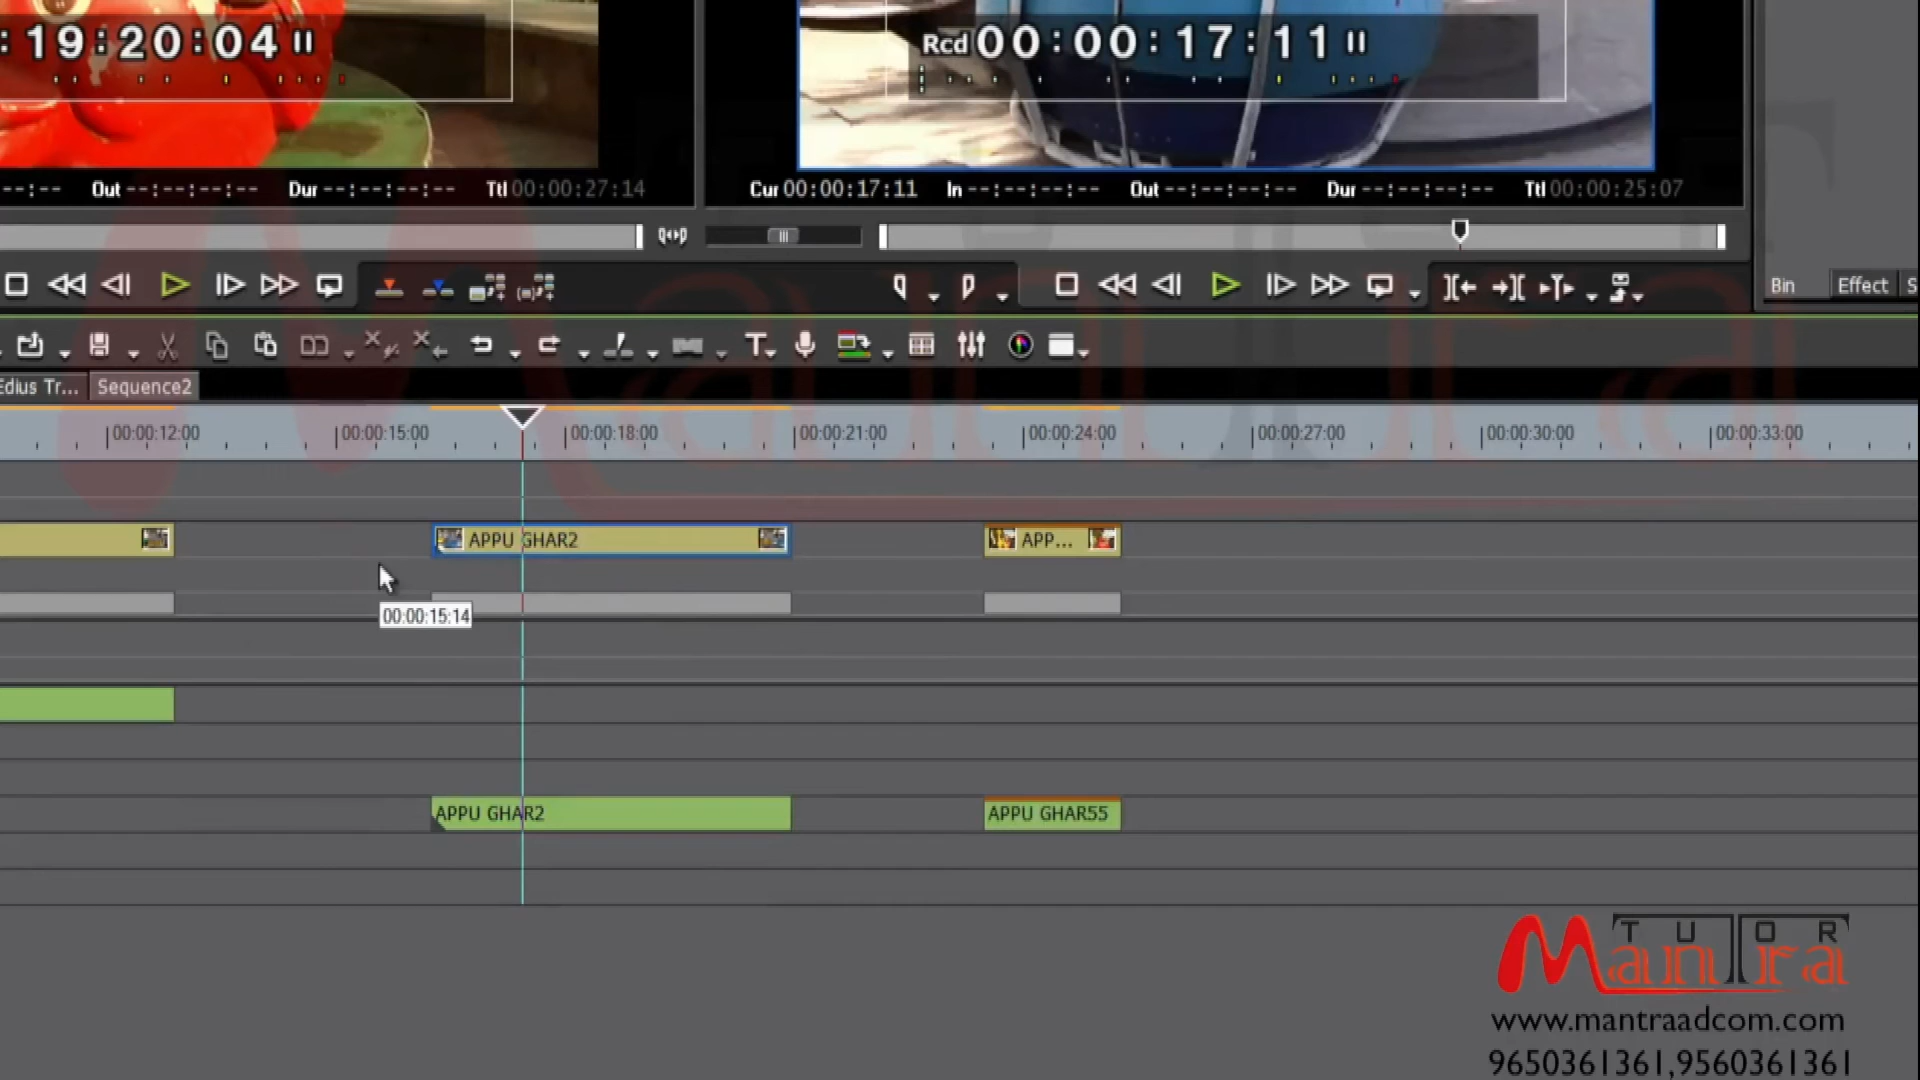 :19:20:04
Rcd 00:00:17:11
--:-- Out --:--:--:-- Dur --:--:--:-- Ttl 00:00:27:14
Cur 00:00:17:11 In --:--:--:-- Out --:--:--:-- Dur --:--:--:-- Ttl 00:00:25:07
Bin Effect S
Edius Tr... Sequence2
00:00:12:00 00:00:15:00 00:00:18:00 00:00:21:00 00:00:24:00 00:00:27:00 00:00:30:00 00:00:33:00
APPU GHAR2 APP...
00:00:15:14
APPU GHAR2 APPU GHAR55
TUTOR
Mantra
www.mantraadcom.com
9650361361,9560361361